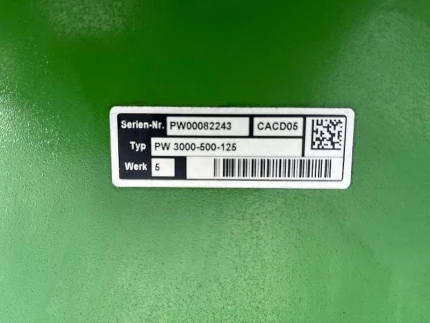 Serien-Nr. PW00082243 CACD05
Typ PW 3000-500-125
Werk 5